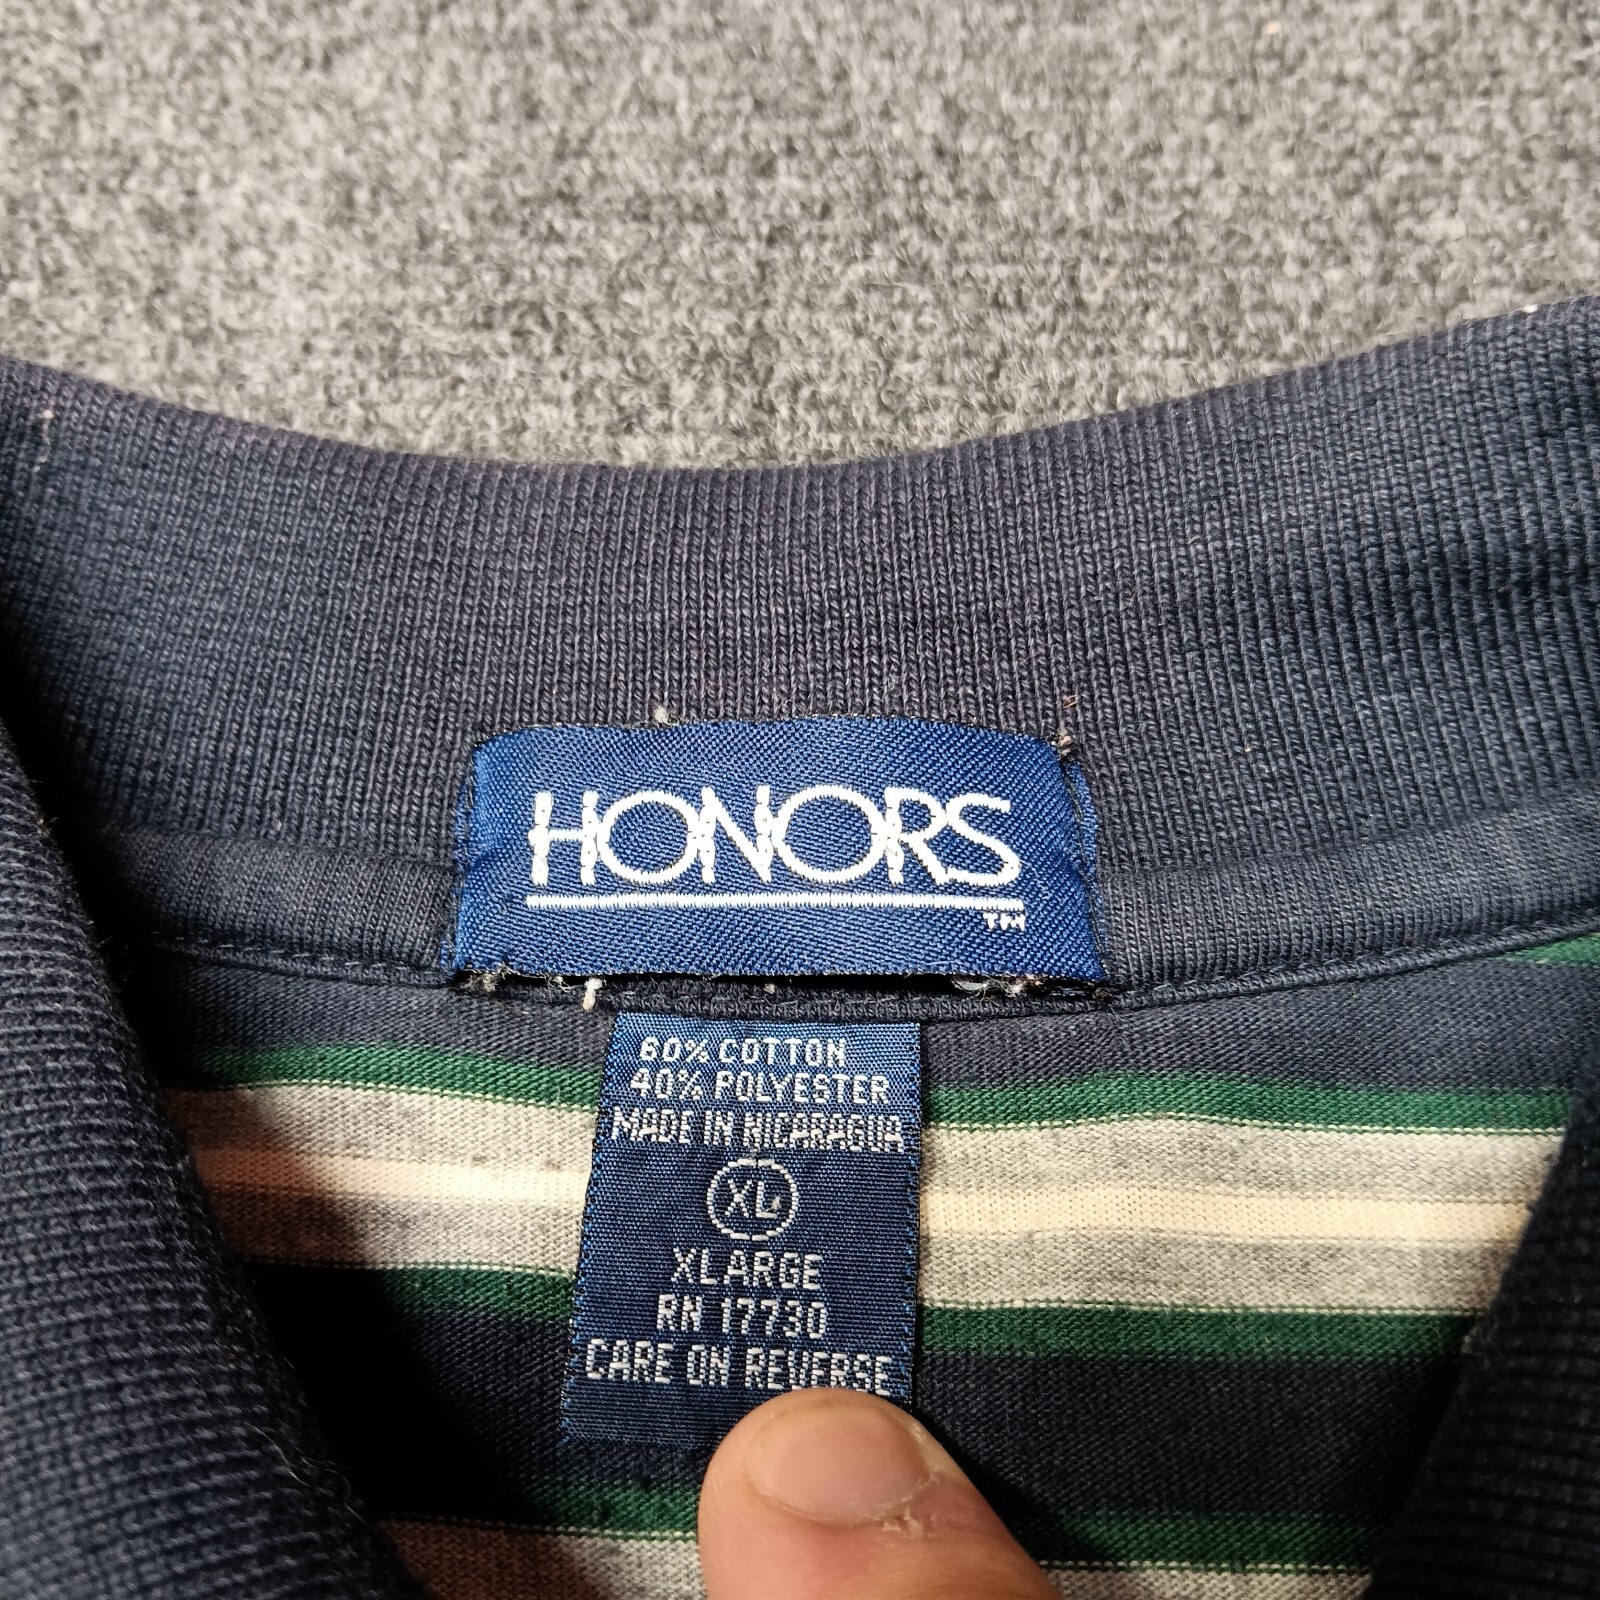 HONORS
TM
60% COTTON
40% POLYESTER
MADE IN NICARAGUA
XL
XLARGE
RN 17730
CARE ON REVERSE